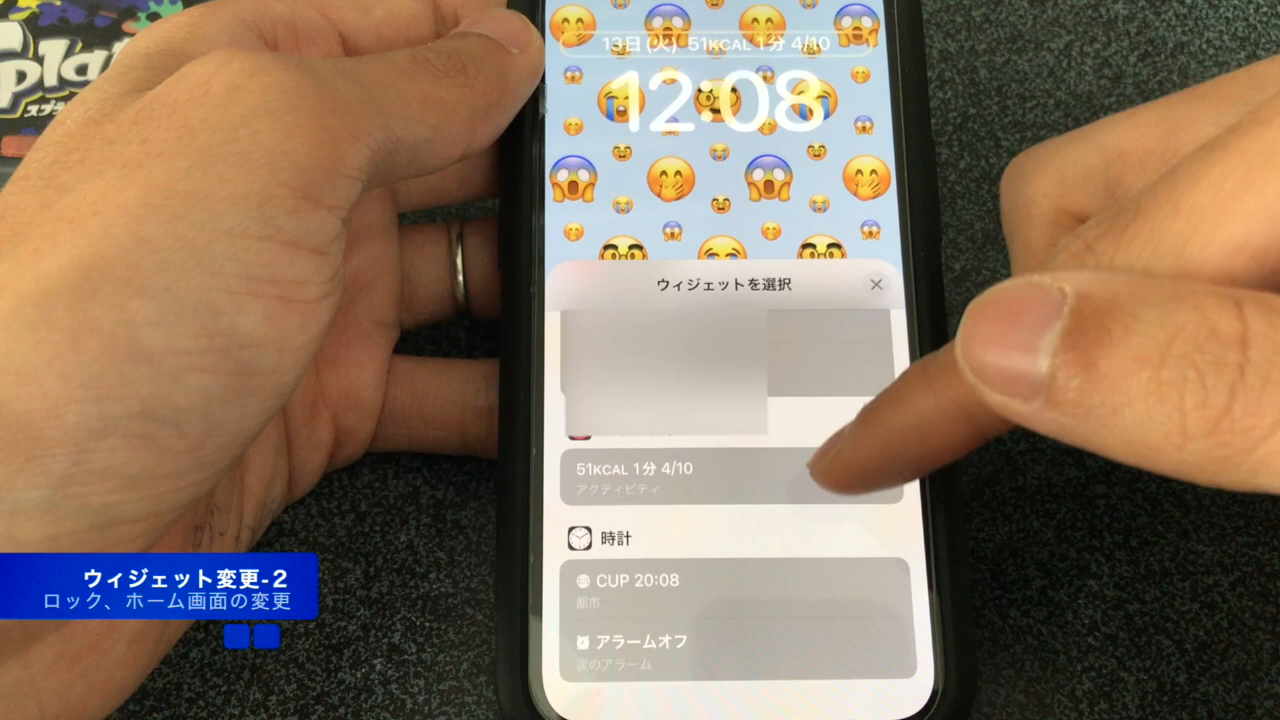 13日(火) 51KCAL 1分 4/10
12:08
ウィジェットを選択
51KCAL 1分 4/10
アクティビティ
時計
CUP 20:08
都市
アラームオフ
次のアラーム
ウィジェット変更-2
ロック、ホーム画面の変更